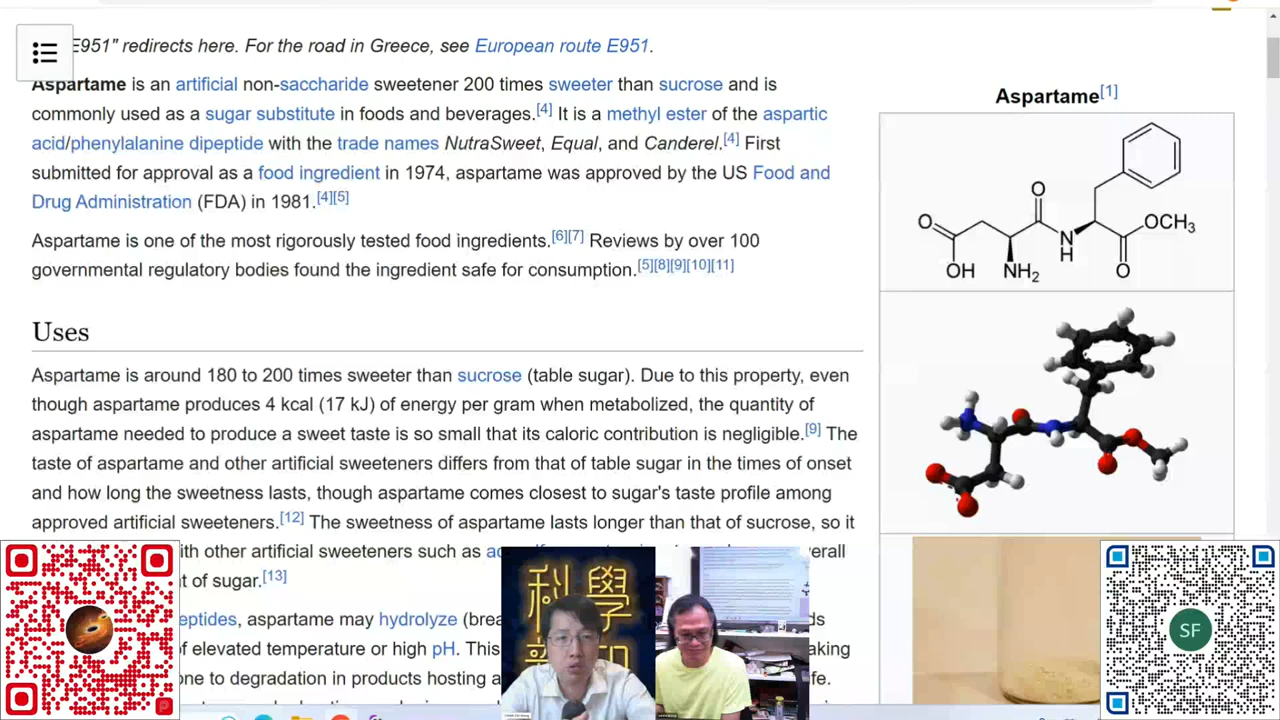 E951" redirects here. For the road in Greece, see European route E951.
Aspartame is an artificial non-saccharide sweetener 200 times sweeter than sucrose and is
commonly used as a sugar substitute in foods and beverages.[4] It is a methyl ester of the aspartic
acid/phenylalanine dipeptide with the trade names NutraSweet, Equal, and Canderel.[4] First
submitted for approval as a food ingredient in 1974, aspartame was approved by the US Food and
Drug Administration (FDA) in 1981.[4][5]
Aspartame is one of the most rigorously tested food ingredients.[6][7] Reviews by over 100
governmental regulatory bodies found the ingredient safe for consumption.[5][8][9][10][11]
Uses
Aspartame is around 180 to 200 times sweeter than sucrose (table sugar). Due to this property, even
though aspartame produces 4 kcal (17 kJ) of energy per gram when metabolized, the quantity of
aspartame needed to produce a sweet taste is so small that its caloric contribution is negligible.[9] The
taste of aspartame and other artificial sweeteners differs from that of table sugar in the times of onset
and how long the sweetness lasts, though aspartame comes closest to sugar's taste profile among
approved artificial sweeteners.[12] The sweetness of aspartame lasts longer than that of sucrose, so it
ith other artificial sweeteners such as
t of sugar.[13]
eptides, aspartame may hydrolyze
of elevated temperature or high pH. This
one to degradation in products hosting a
Aspartame[1]
O
O
OCH3
N
H
OH
NH2
O
科學
SF